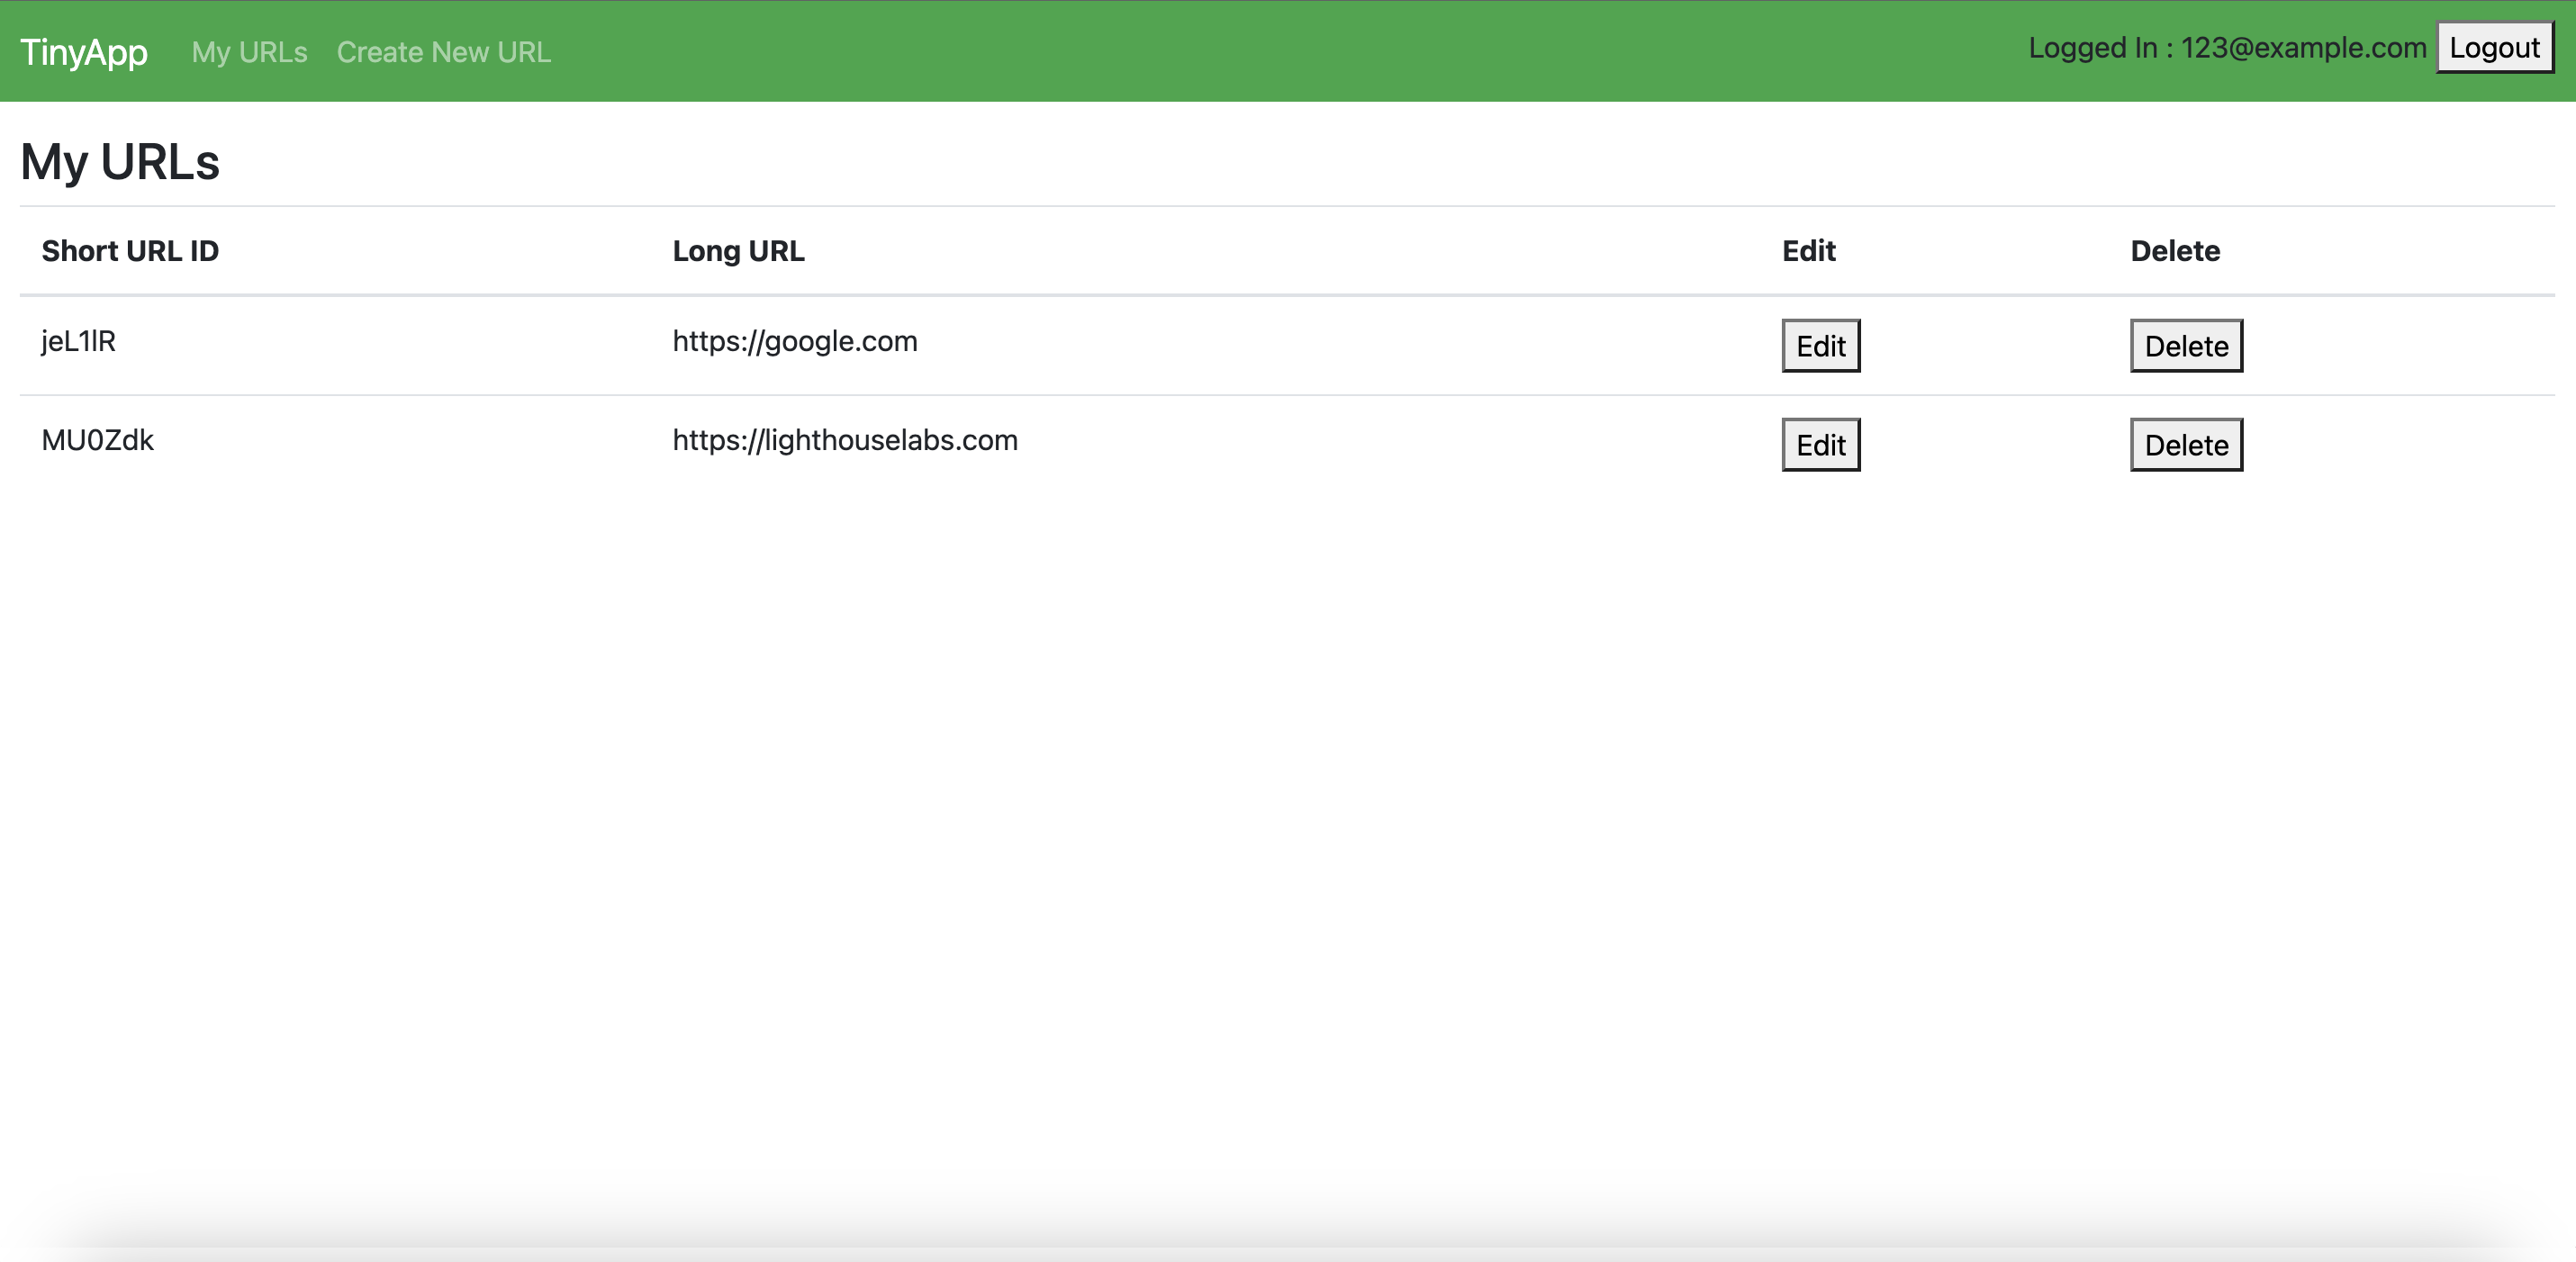 TinyApp My URLs Create New URL Logged In : 123@example.com Logout
My URLs
Short URL ID Long URL Edit Delete
jeL1lR https://google.com Edit Delete
MU0Zdk https://lighthouselabs.com Edit Delete